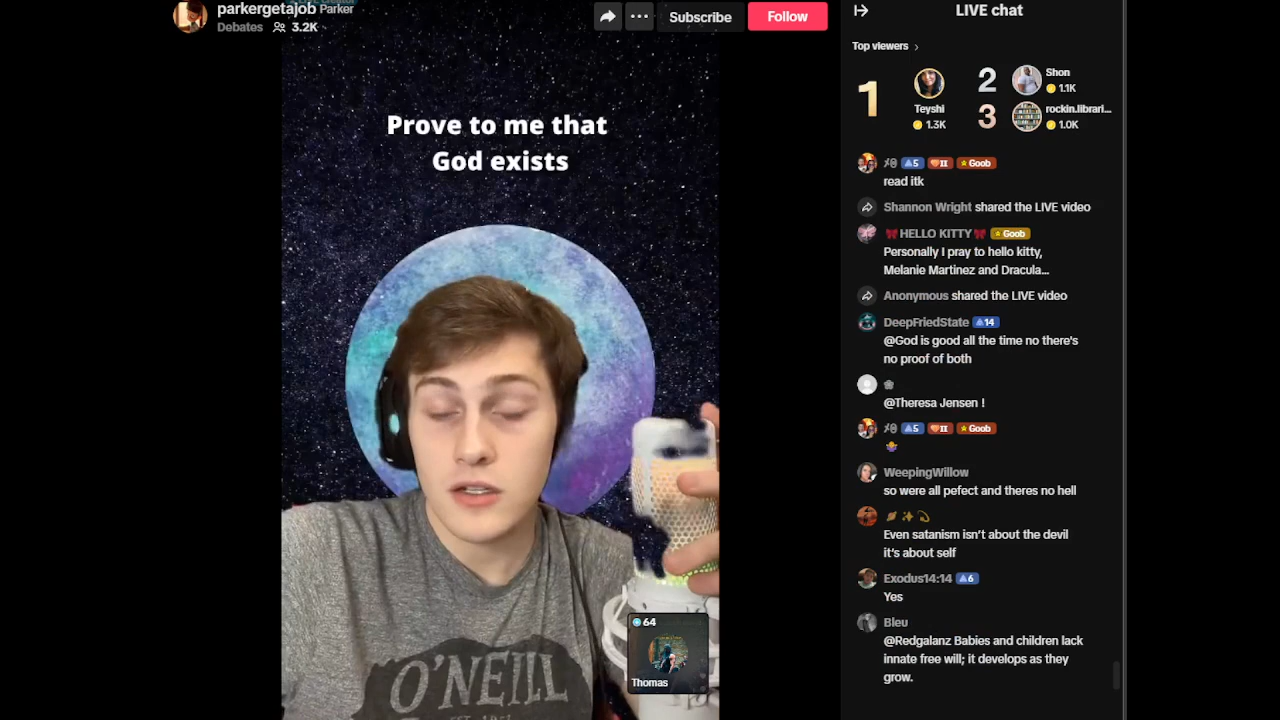 parkergetajob Parker
Debates 3.2K
Subscribe
Follow
Prove to me that
God exists
O'NEILL
64
Thomas
LIVE chat
Top viewers
1
Teyshi
1.3K
2
Shon
1.1K
3
rockin.librari...
1.0K
5 II Goob
read itk
Shannon Wright shared the LIVE video
HELLO KITTY Goob
Personally I pray to hello kitty,
Melanie Martinez and Dracula...
Anonymous shared the LIVE video
DeepFriedState 14
@God is good all the time no there's
no proof of both
@Theresa Jensen !
5 II Goob
WeepingWillow
so were all pefect and theres no hell
Even satanism isn't about the devil
it's about self
Exodus14:14 6
Yes
Bleu
@Redgalanz Babies and children lack
innate free will; it develops as they
grow.